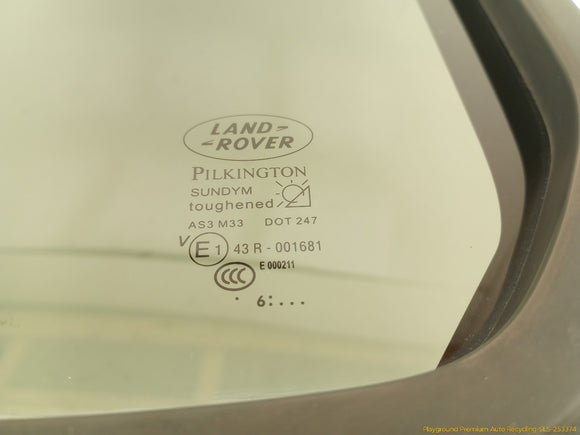 LAND
ROVER
PILKINGTON
SUNDYM
toughened
AS3 M33 DOT 247
V E1 43 R - 001681
CCC E 000211
. 6:...
Playground Premium Auto Recycling SLS-253374